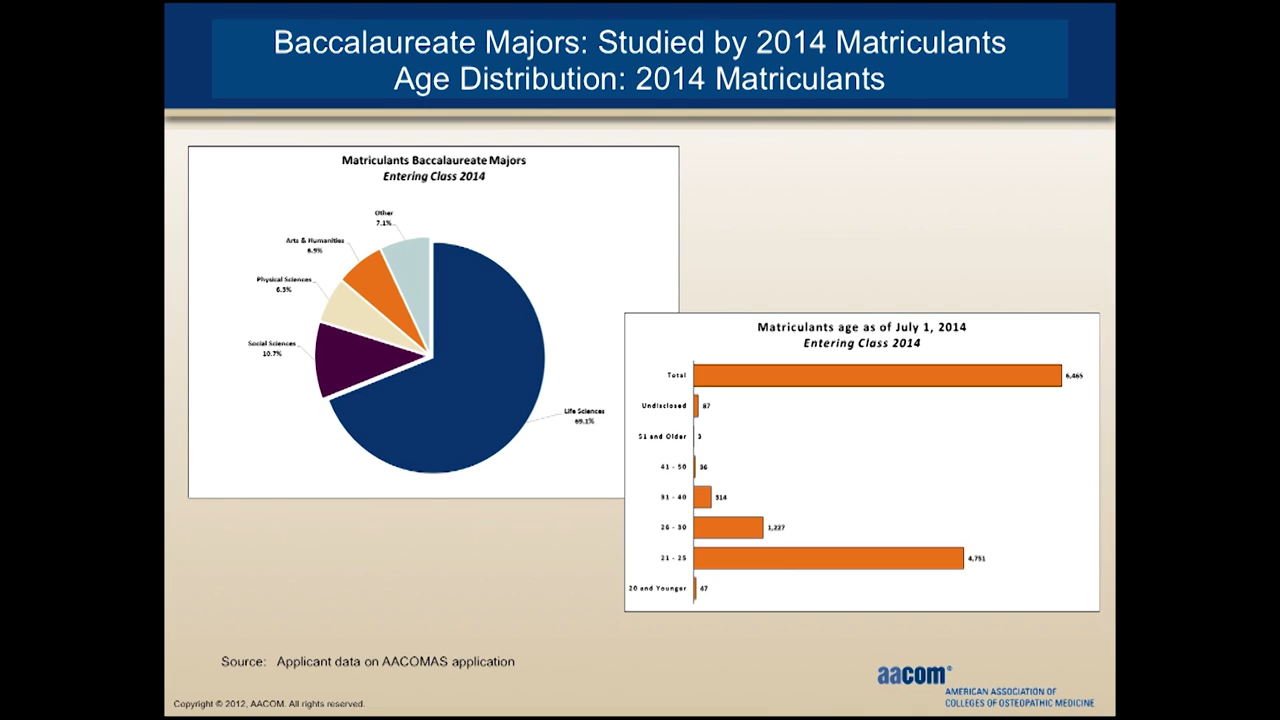 Baccalaureate Majors: Studied by 2014 Matriculants
Age Distribution: 2014 Matriculants
Matriculants Baccalaureate Majors
Entering Class 2014
Other
7.1%
Arts & Humanities
6.9%
Physical Sciences
6.3%
Social Sciences
10.7%
Life Sciences
69.1%
Matriculants age as of July 1, 2014
Entering Class 2014
Total 6,465
Undisclosed 87
51 and Older 3
41 - 50 36
31 - 40 314
26 - 30 1,227
21 - 25 4,751
20 and Younger 47
Source: Applicant data on AACOMAS application
aacom®
AMERICAN ASSOCIATION OF
COLLEGES OF OSTEOPATHIC MEDICINE
Copyright © 2012, AACOM. All rights reserved.